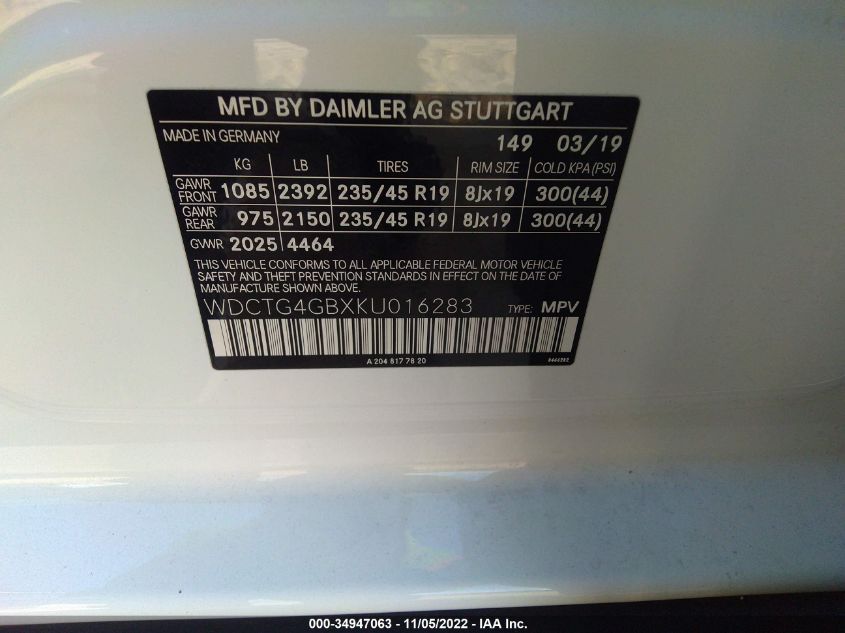 MFD BY DAIMLER AG STUTTGART
MADE IN GERMANY 149 03/19
KG LB TIRES RIM SIZE COLD KPA (PSI)
GAWR FRONT 1085 2392 235/45 R19 8Jx19 300(44)
GAWR REAR 975 2150 235/45 R19 8Jx19 300(44)
GVWR 2025 4464
THIS VEHICLE CONFORMS TO ALL APPLICABLE FEDERAL MOTOR VEHICLE
SAFETY AND THEFT PREVENTION STANDARDS IN EFFECT ON THE DATE OF
MANUFACTURE SHOWN ABOVE.
WDCTG4GBXKU016283 TYPE: MPV
A 204 817 78 20
000-34947063 - 11/05/2022 - IAA Inc.